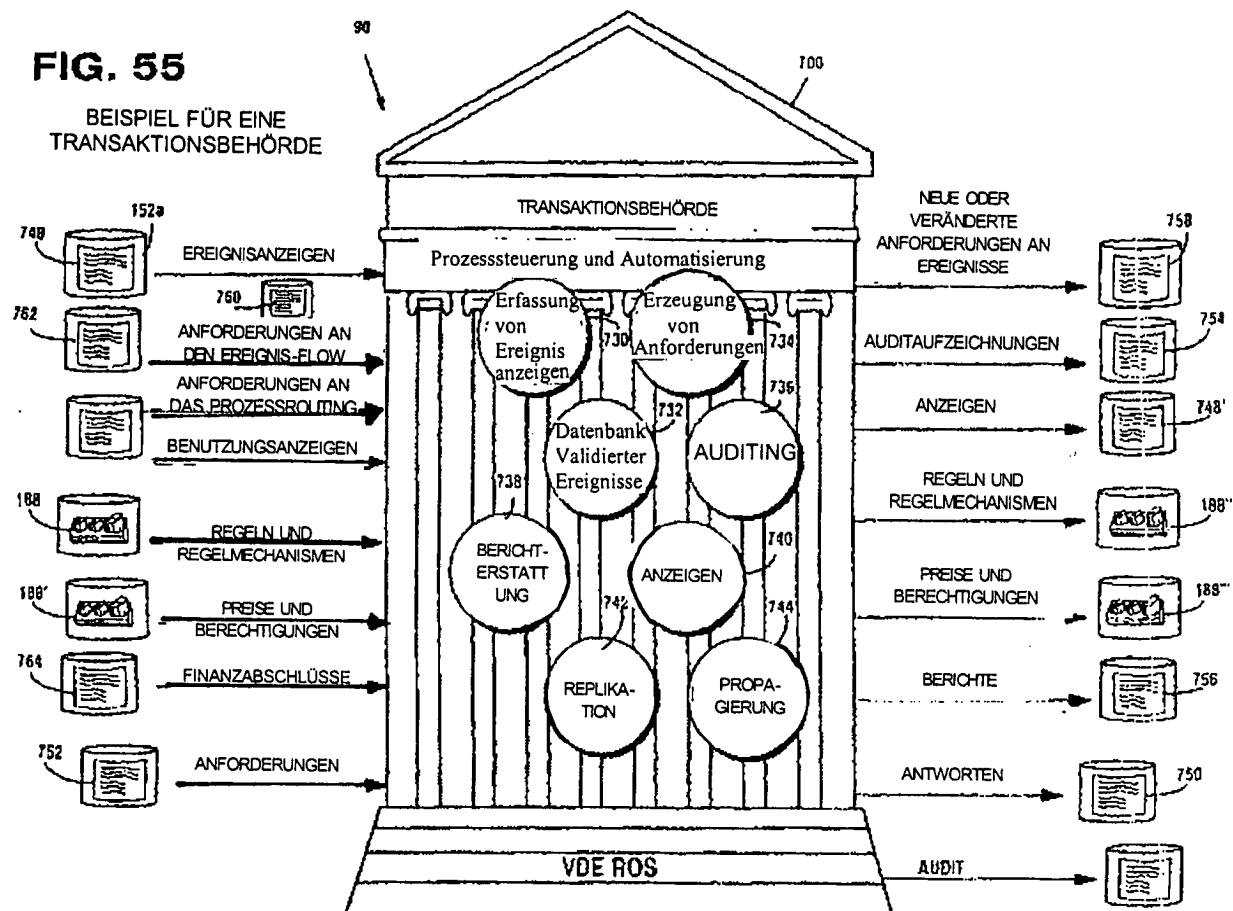 FIG. 55
BEISPIEL FÜR EINE
TRANSAKTIONSBEHÖRDE
90
700
TRANSAKTIONSBEHÖRDE
Prozesssteuerung und Automatisierung
748
152a
EREIGNISANZEIGEN
760
762
ANFORDERUNGEN AN
DEN EREIGNIS-FLOW
ANFORDERUNGEN AN
DAS PROZESSROUTING
BENUTZUNGSANZEIGEN
188
REGELN UND
REGELMECHANISMEN
188'
PREISE UND
BERECHTIGUNGEN
764
FINANZABSCHLÜSSE
752
ANFORDERUNGEN
Erfassung
von
Ereignis
anzeigen
730
Erzeugung
von
Anforderungen
734
732
Datenbank
Validierter
Ereignisse
736
AUDITING
738
BERICHT-
ERSTATT
UNG
740
ANZEIGEN
742
REPLIKA-
TION
744
PROPA-
GIERUNG
VDE ROS
NEUE ODER
VERÄNDERTE
ANFORDERUNGEN AN
EREIGNISSE
758
AUDITAUFZEICHNUNGEN
754
ANZEIGEN
748'
REGELN UND
REGELMECHANISMEN
188"
PREISE UND
BERECHTIGUNGEN
188'"
BERICHTE
756
ANTWORTEN
750
AUDIT